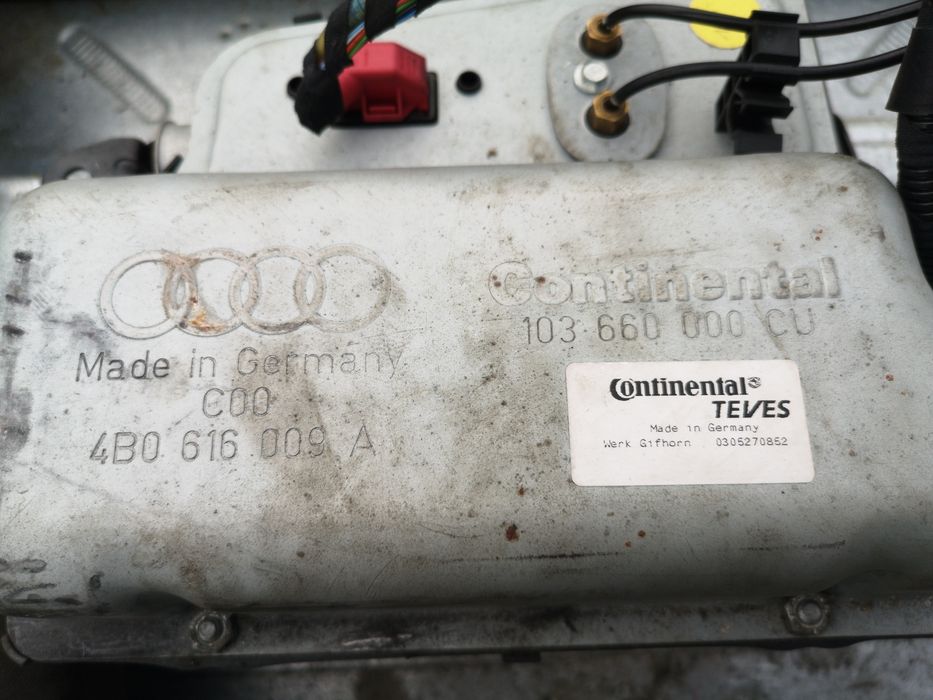 Made in Germany
C00
4B0 616 009 A
Continental
103 660 000 CU
Continental
TEVES
Made in Germany
Werk Gifhorn 0305270852